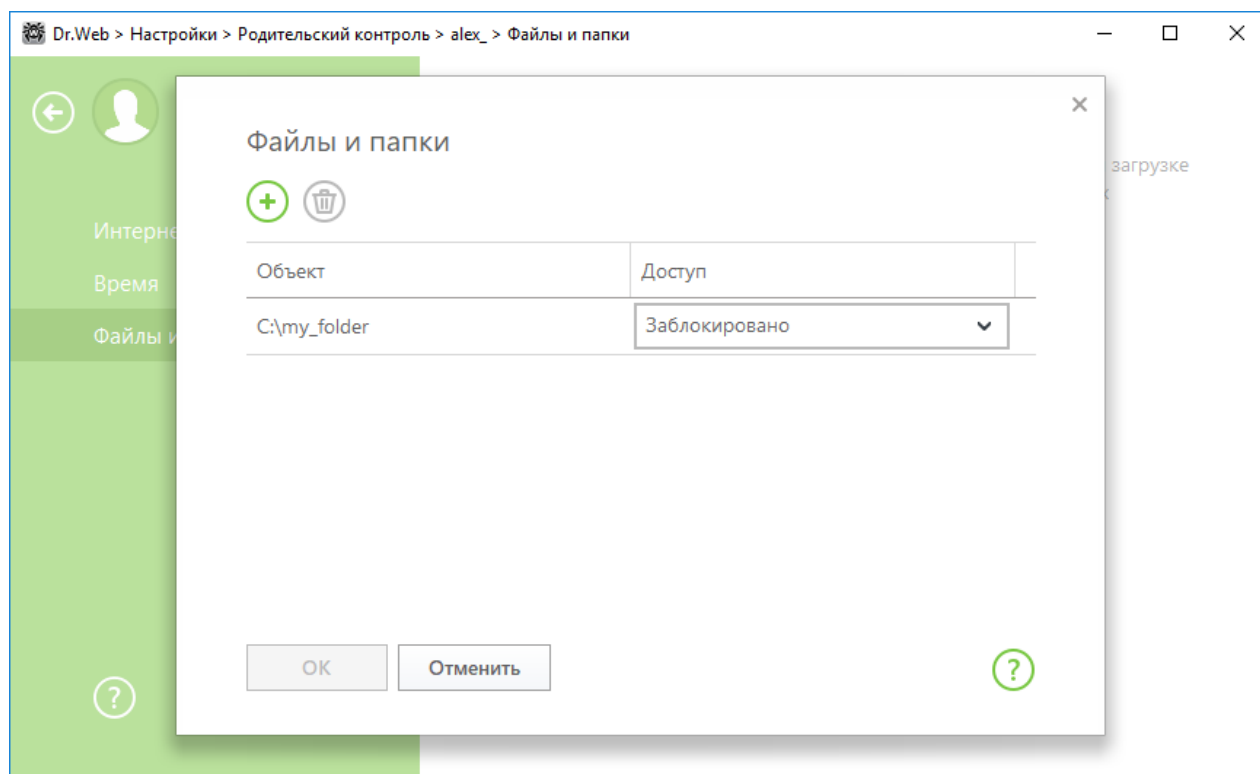 Dr.Web > Настройки > Родительский контроль > alex_ > Файлы и папки
Файлы и папки
загрузке
Интерне
Время
Файлы и
Объект Доступ
C:\my_folder Заблокировано
ОК Отменить
?
?